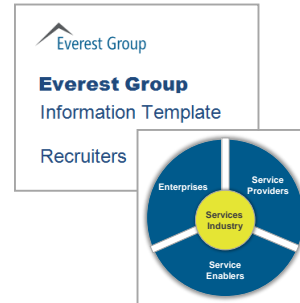 Everest Group
Everest Group
Information Template
Recruiters
Enterprises
Service
Providers
Services
Industry
Service
Enablers